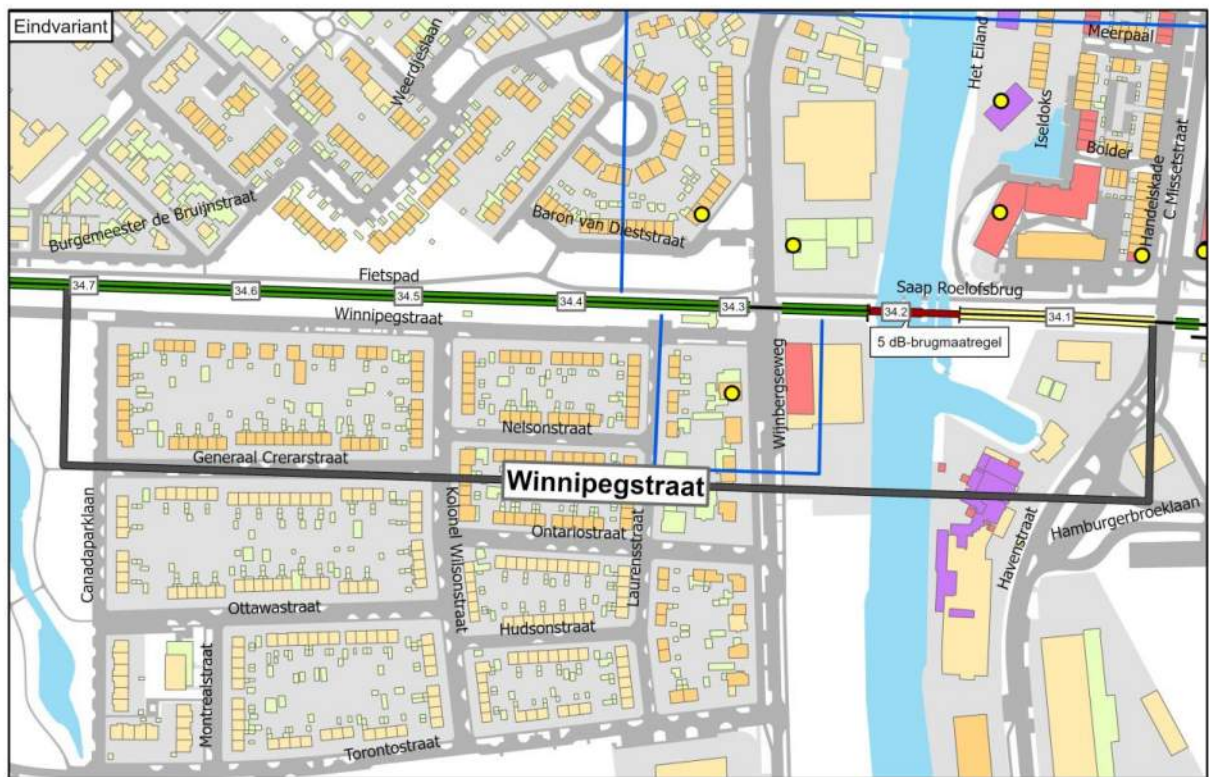 Eindvariant
Meerpaal
Het Eiland
Weerdjeslaan
Iseldoks
Bolder
C. Missetstraat
Handelskade
Burgemeester de Bruijnstraat
Baron van Dieststraat
Fietspad
Saap Roelofsbrug
34.7
34.6
34.5
34.4
34.3
34.2
34.1
Winnipegstraat
5 dB-brugmaatregel
Wijnbergseweg
Nelsonstraat
Generaal Crerarstraat
Winnipegstraat
Canadaparklaan
Kolonel Wilsonstraat
Ontariostraat
Laurensstraat
Hamburgerbroeklaan
Havenstraat
Ottawastraat
Hudsonstraat
Montrealstraat
Torontostraat